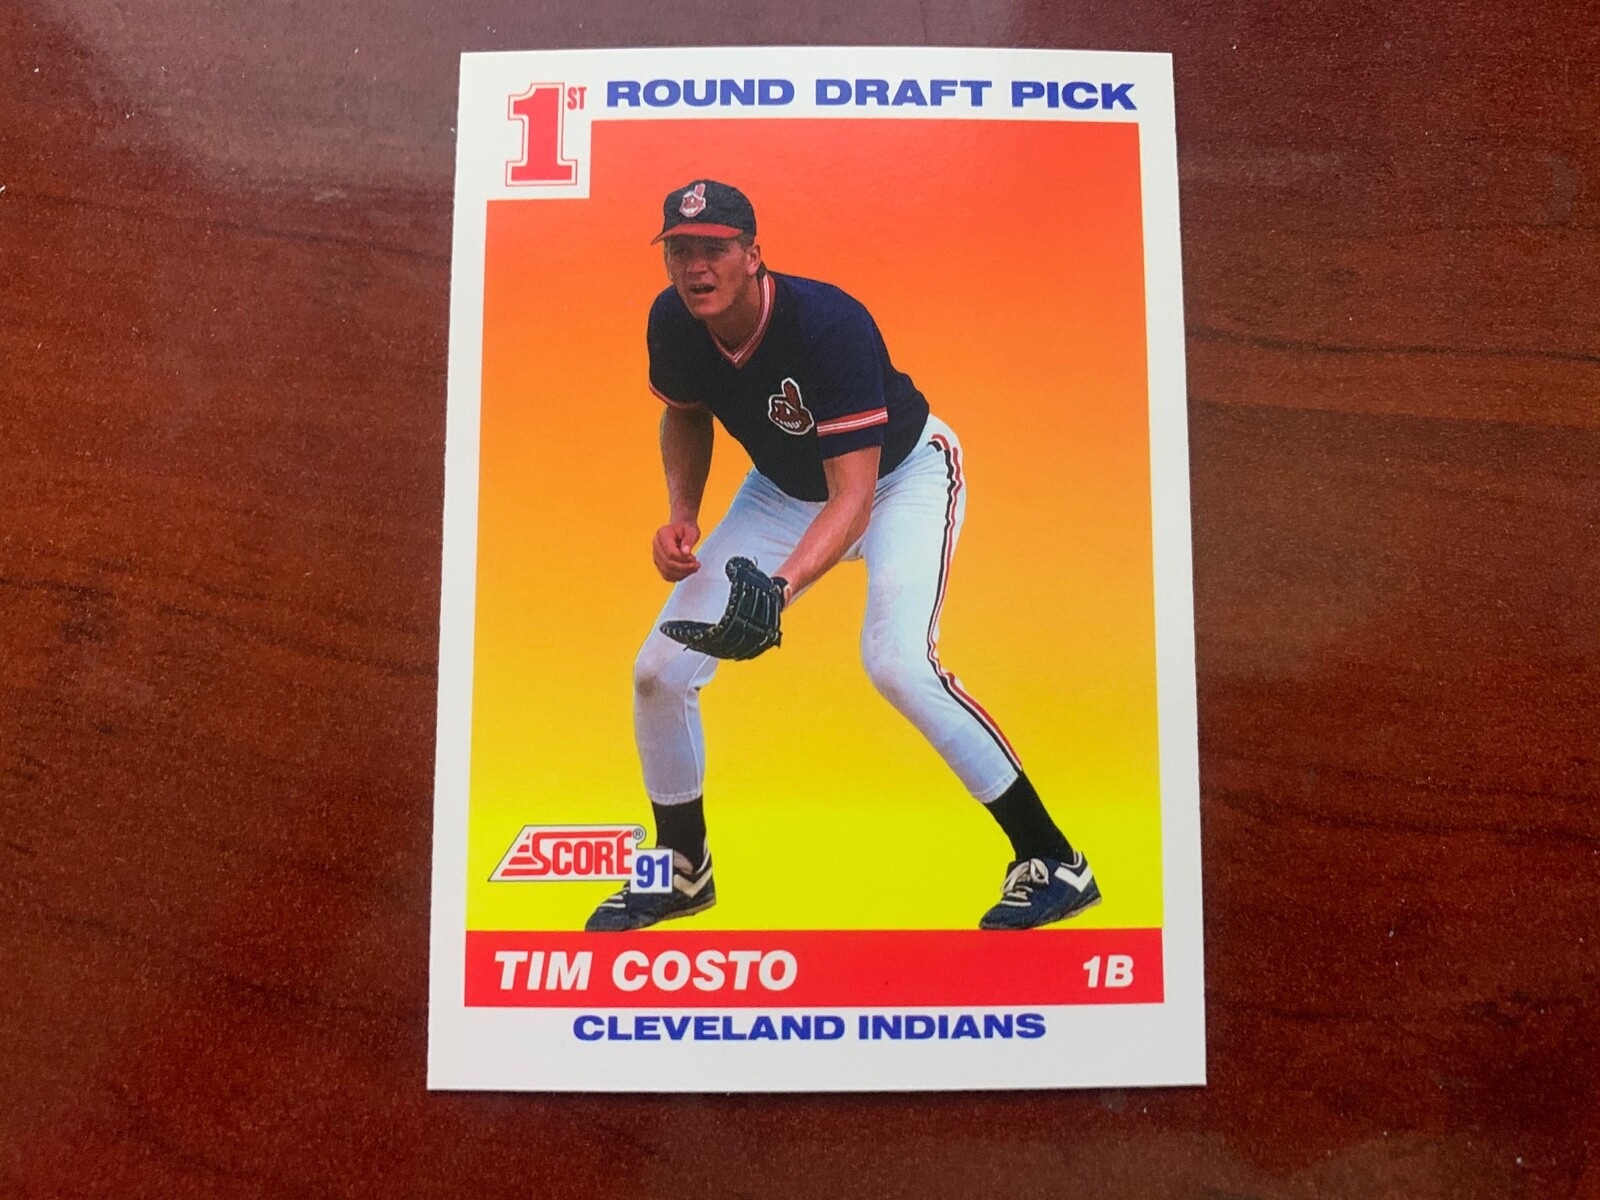 1ST ROUND DRAFT PICK
SCORE® 91
TIM COSTO 1B
CLEVELAND INDIANS